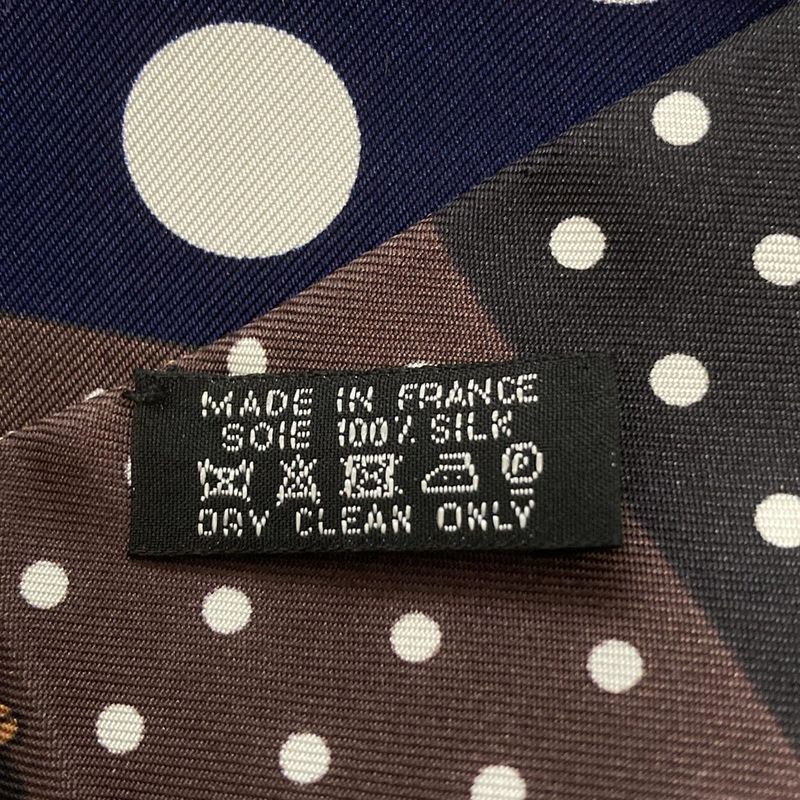 MADE IN FRANCE
SOIE 100% SILK
P
DRY CLEAN ONLY